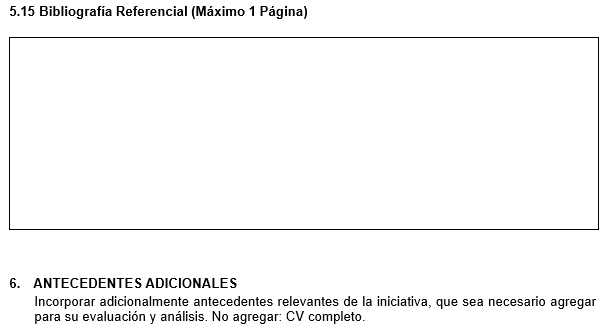 5.15 Bibliografía Referencial (Máximo 1 Página)
6. ANTECEDENTES ADICIONALES
Incorporar adicionalmente antecedentes relevantes de la iniciativa, que sea necesario agregar
para su evaluación y análisis. No agregar: CV completo.